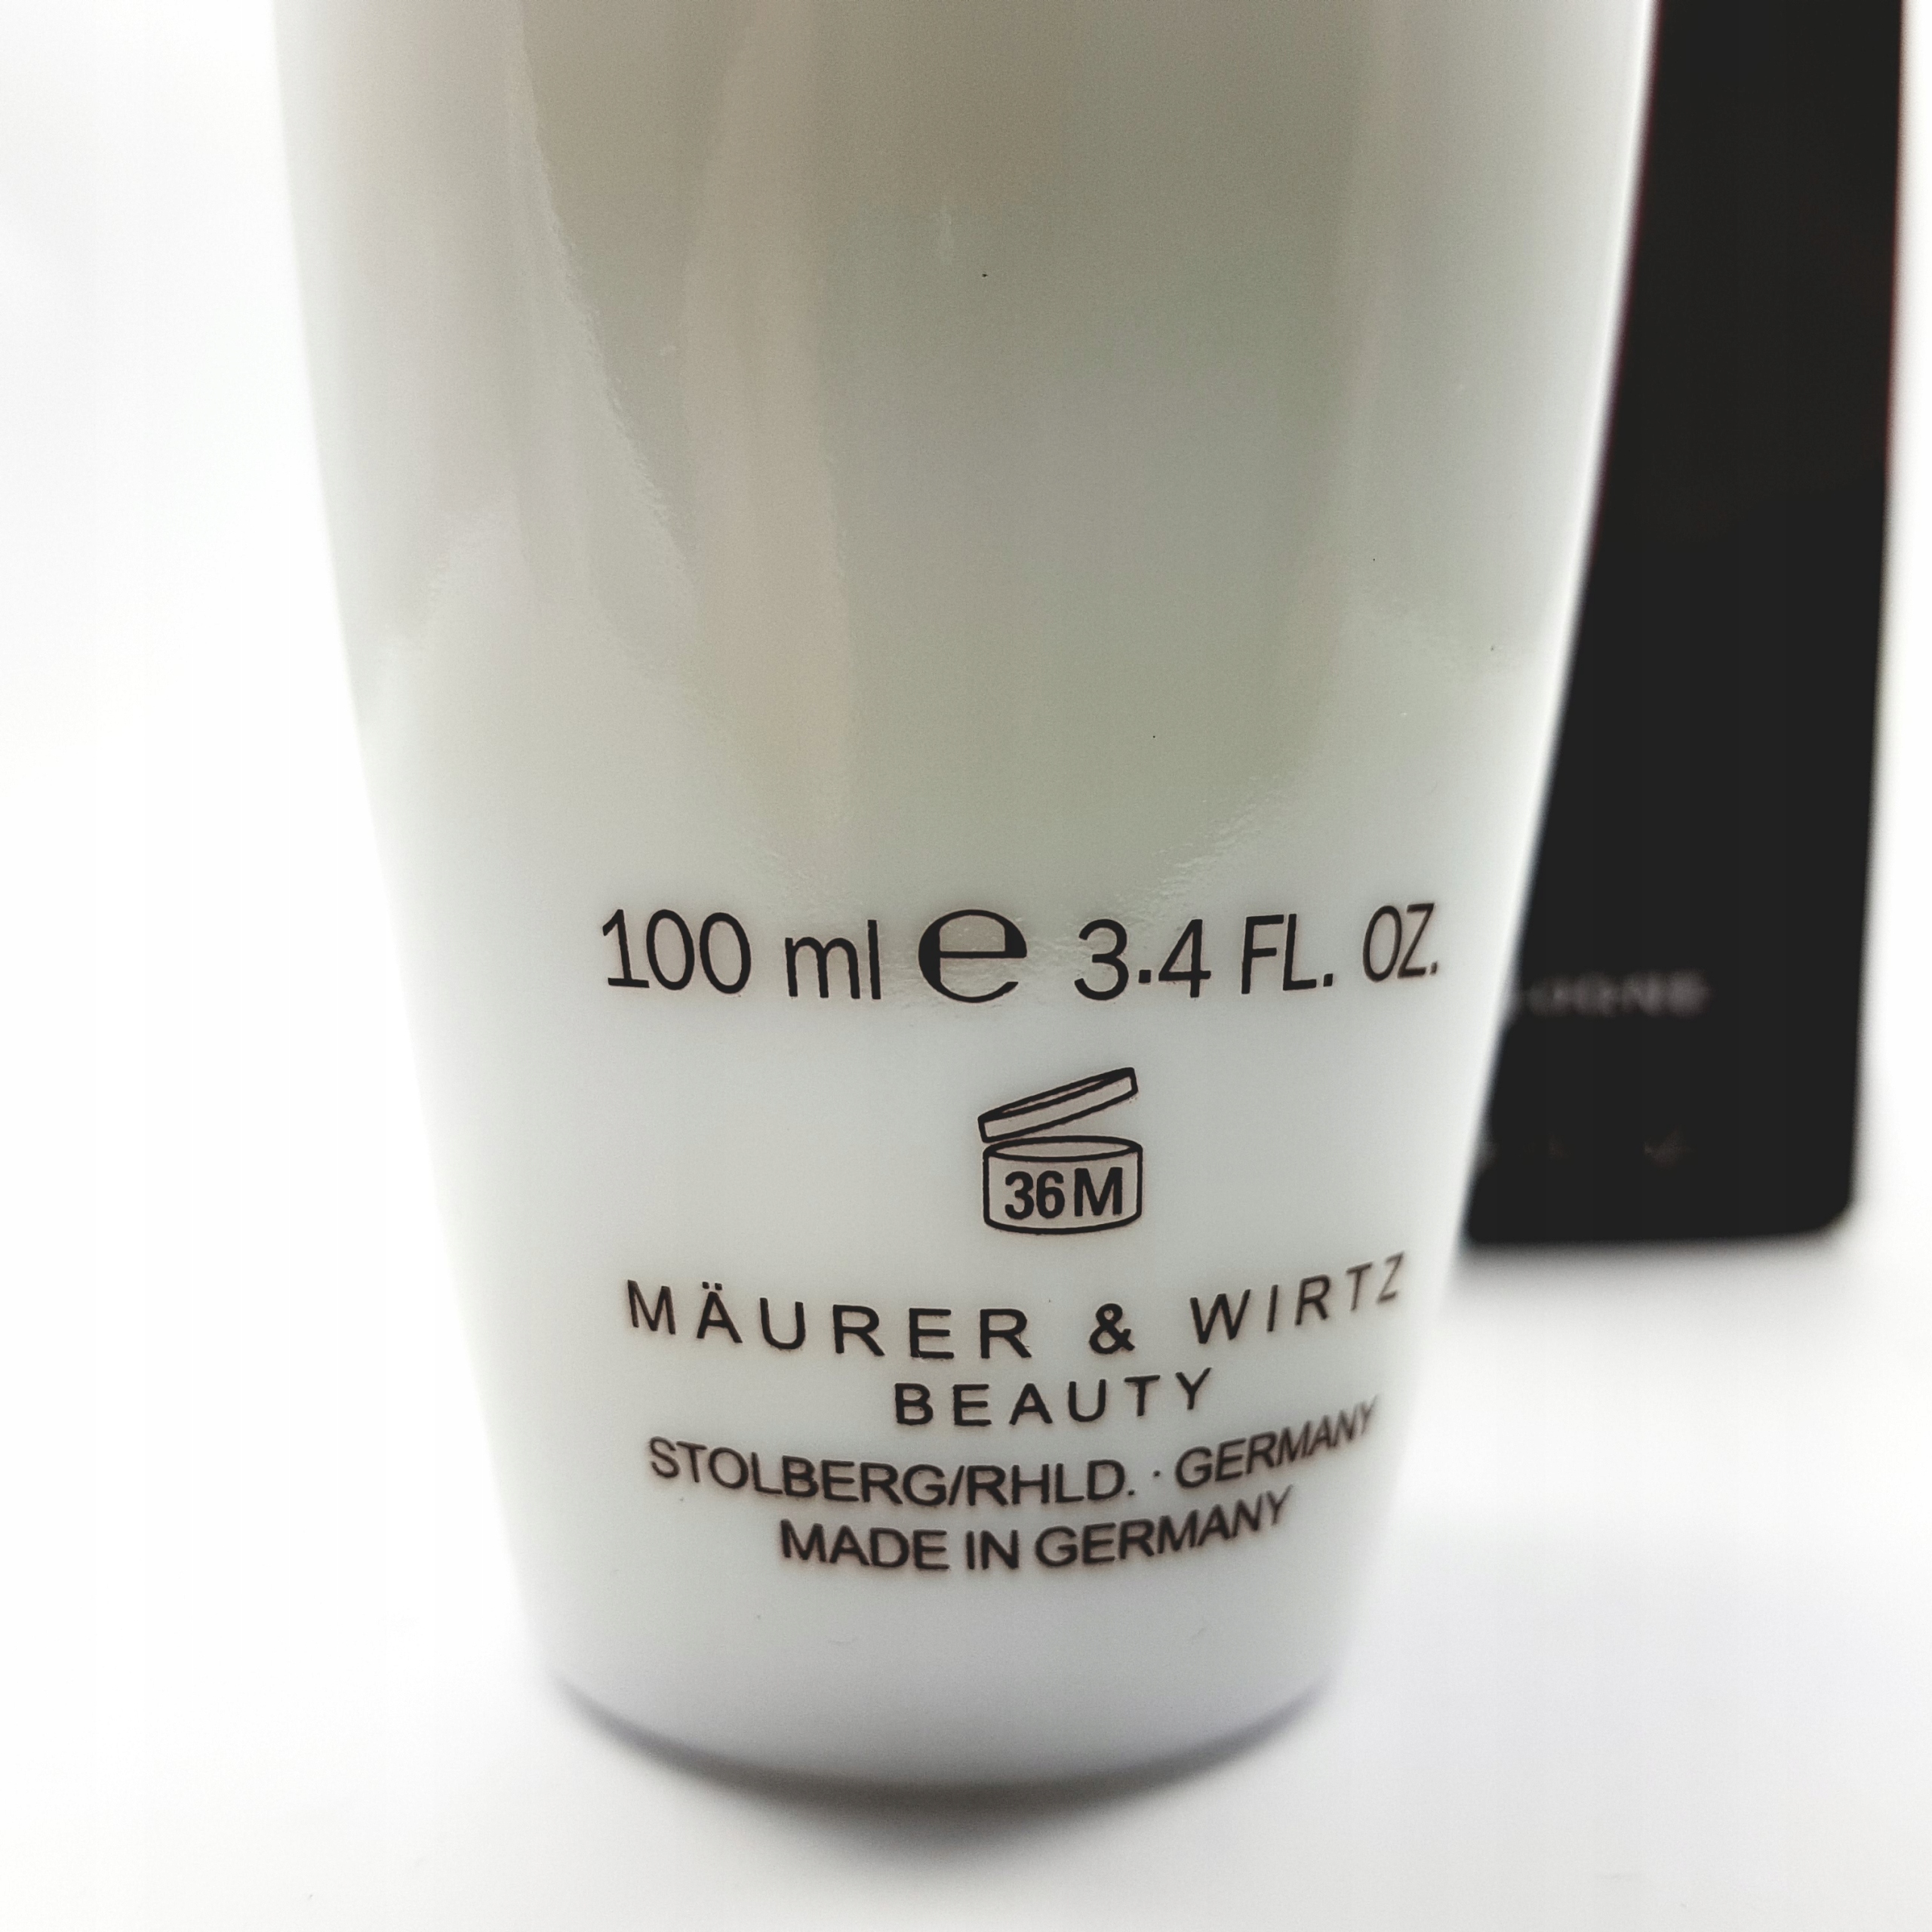 100 ml ℮ 3.4 FL. OZ.
36M
MÄURER & WIRTZ
BEAUTY
STOLBERG/RHLD. · GERMANY
MADE IN GERMANY